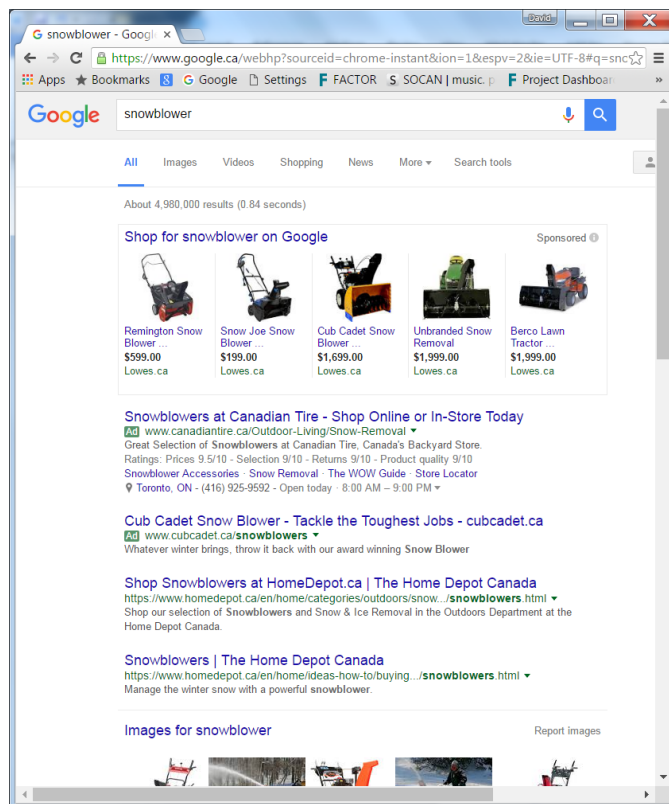 David
G snowblower - Googl
https://www.google.ca/webhp?sourceid=chrome-instant&ion=1&espv=2&ie=UTF-8#q=snc
Apps Bookmarks Google Settings FACTOR SOCAN | music. p Project Dashboar »
Google snowblower
All Images Videos Shopping News More Search tools
About 4,980,000 results (0.84 seconds)
Shop for snowblower on Google Sponsored
Remington Snow Snow Joe Snow Cub Cadet Snow Unbranded Snow Berco Lawn
Blower ... Blower ... Blower ... Removal Tractor ...
$599.00 $199.00 $1,699.00 $1,999.00 $1,999.00
Lowes.ca Lowes.ca Lowes.ca Lowes.ca Lowes.ca
Snowblowers at Canadian Tire - Shop Online or In-Store Today
Ad www.canadiantire.ca/Outdoor-Living/Snow-Removal
Great Selection of Snowblowers at Canadian Tire, Canada's Backyard Store.
Ratings: Prices 9.5/10 - Selection 9/10 - Returns 9/10 - Product quality 9/10
Snowblower Accessories · Snow Removal · The WOW Guide · Store Locator
Toronto, ON - (416) 925-9592 - Open today · 8:00 AM – 9:00 PM
Cub Cadet Snow Blower - Tackle the Toughest Jobs - cubcadet.ca
Ad www.cubcadet.ca/snowblowers
Whatever winter brings, throw it back with our award winning Snow Blower
Shop Snowblowers at HomeDepot.ca | The Home Depot Canada
https://www.homedepot.ca/en/home/categories/outdoors/snow.../snowblowers.html
Shop our selection of Snowblowers and Snow & Ice Removal in the Outdoors Department at the
Home Depot Canada.
Snowblowers | The Home Depot Canada
https://www.homedepot.ca/en/home/ideas-how-to/buying.../snowblowers.html
Manage the winter snow with a powerful snowblower.
Images for snowblower Report images